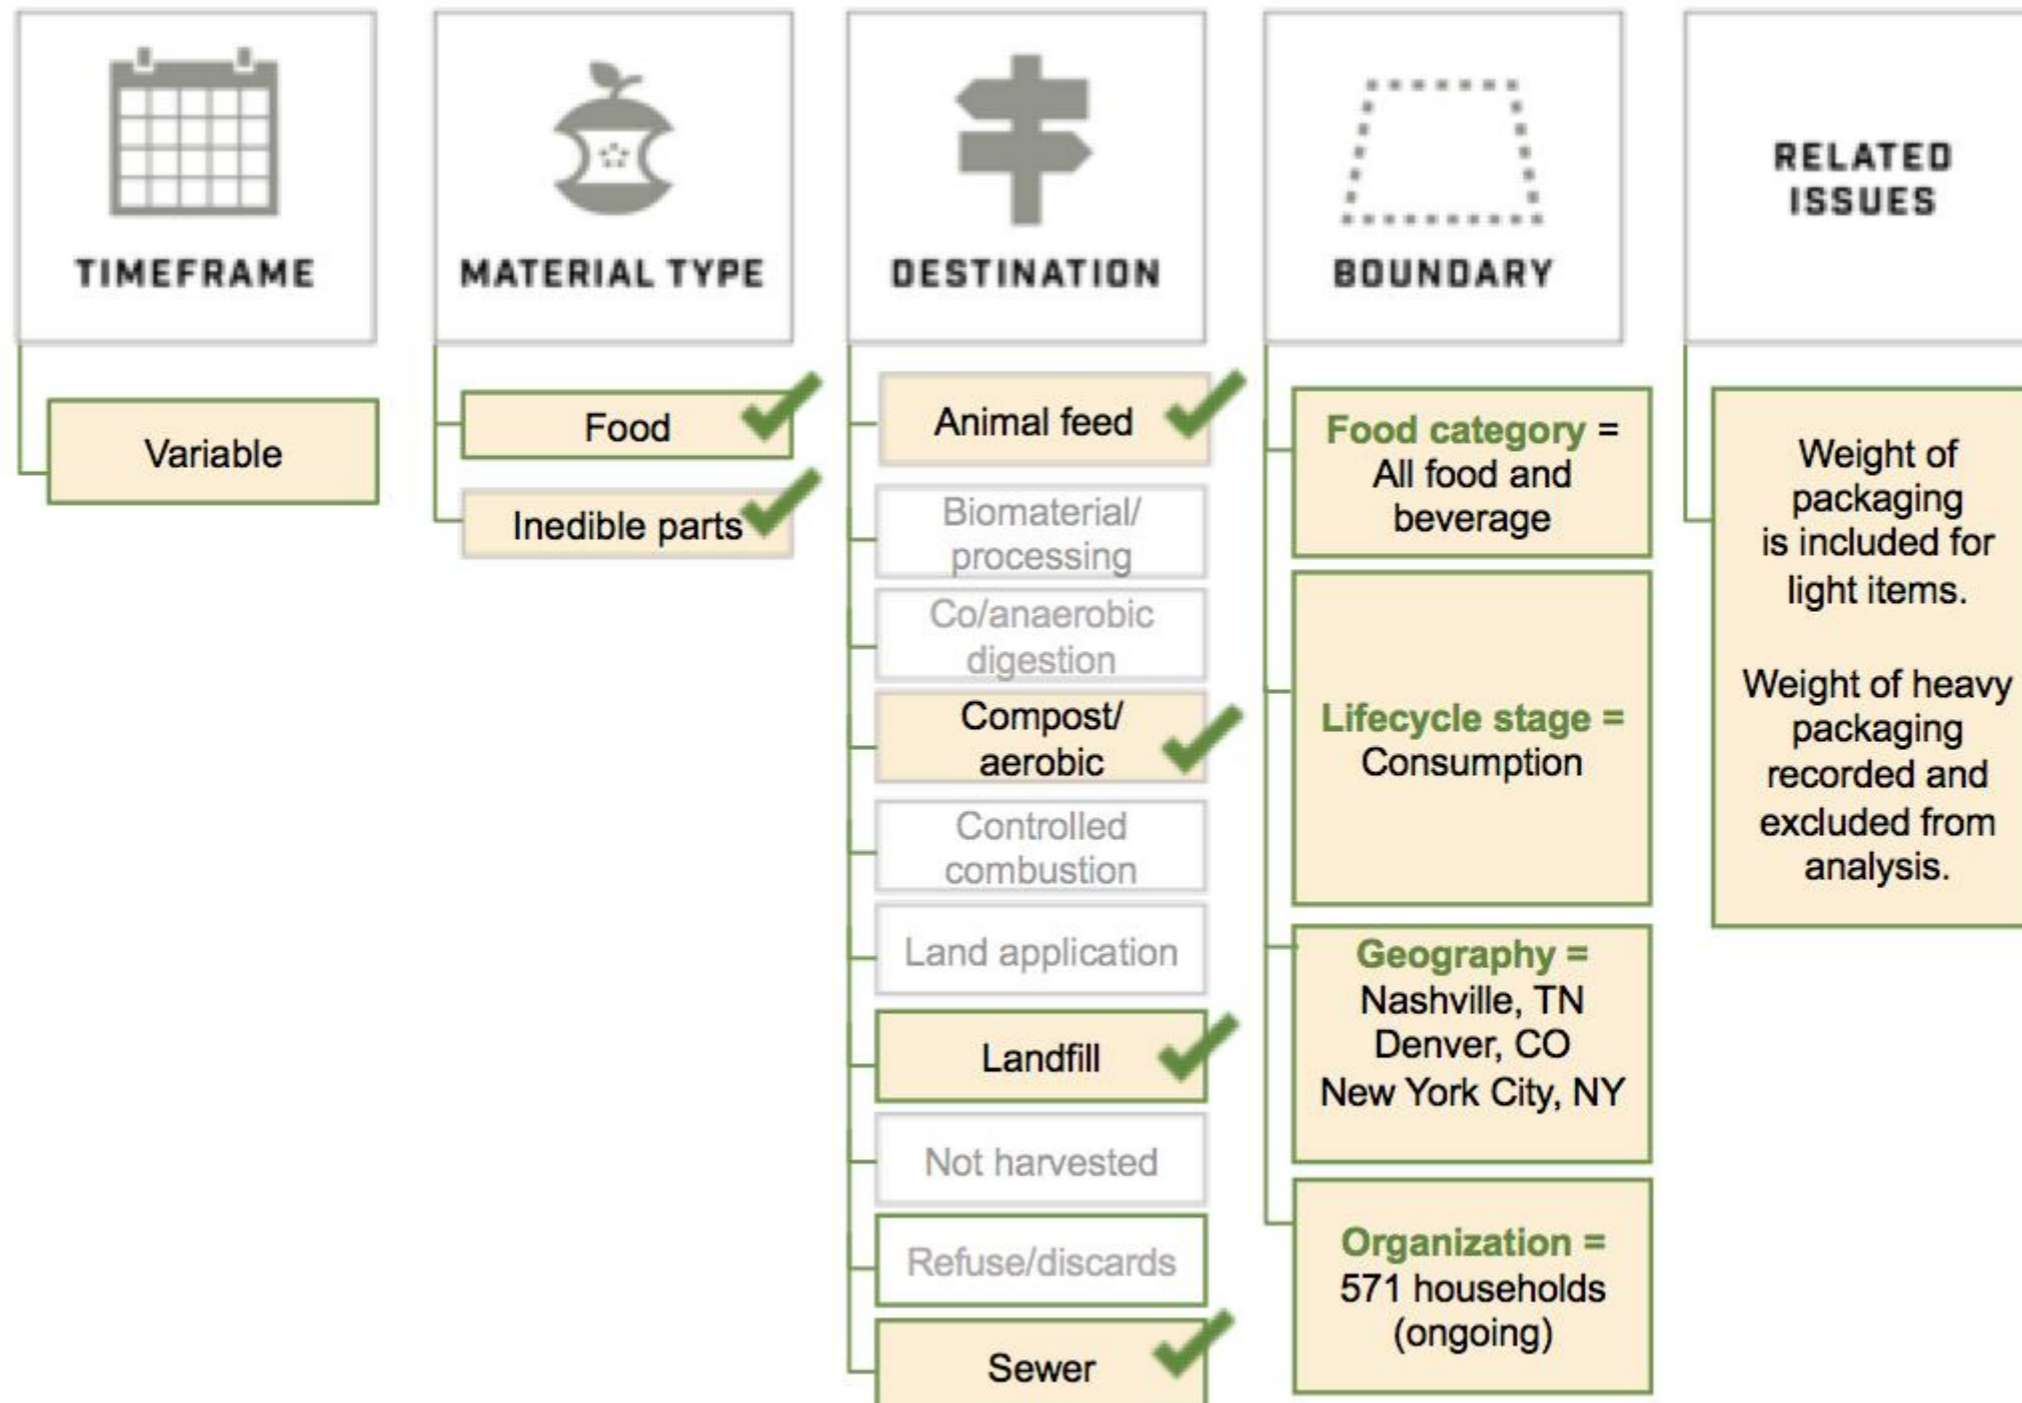 TIMEFRAME
Variable
MATERIAL TYPE
Food
Inedible parts
DESTINATION
Animal feed
Biomaterial/
processing
Co/anaerobic
digestion
Compost/
aerobic
Controlled
combustion
Land application
Landfill
Not harvested
Refuse/discards
Sewer
BOUNDARY
Food category =
All food and
beverage
Lifecycle stage =
Consumption
Geography =
Nashville, TN
Denver, CO
New York City, NY
Organization =
571 households
(ongoing)
RELATED
ISSUES
Weight of
packaging
is included for
light items.
Weight of heavy
packaging
recorded and
excluded from
analysis.